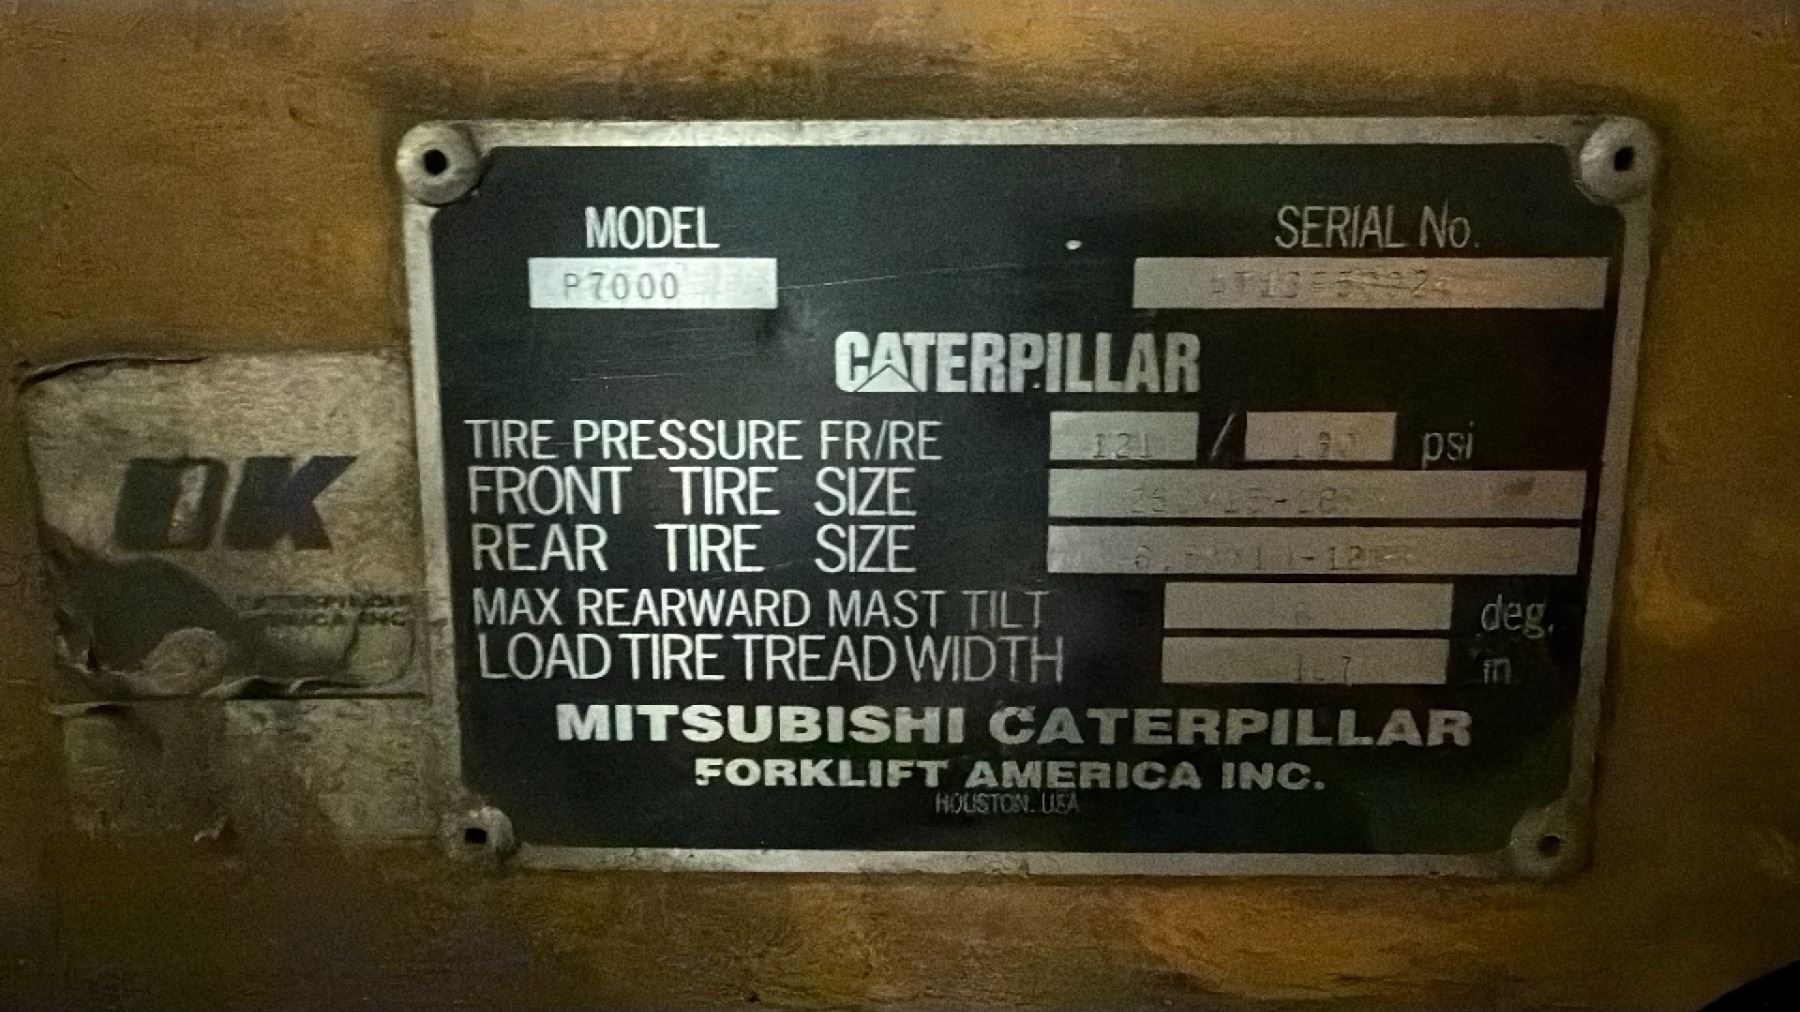 MODEL SERIAL No.
P7000
CATERPILLAR
TIRE PRESSURE FR/RE 121 / psi
FRONT TIRE SIZE
REAR TIRE SIZE
MAX REARWARD MAST TILT deg.
LOAD TIRE TREAD WIDTH in
MITSUBISHI CATERPILLAR
FORKLIFT AMERICA INC.
HOUSTON. USA
OK